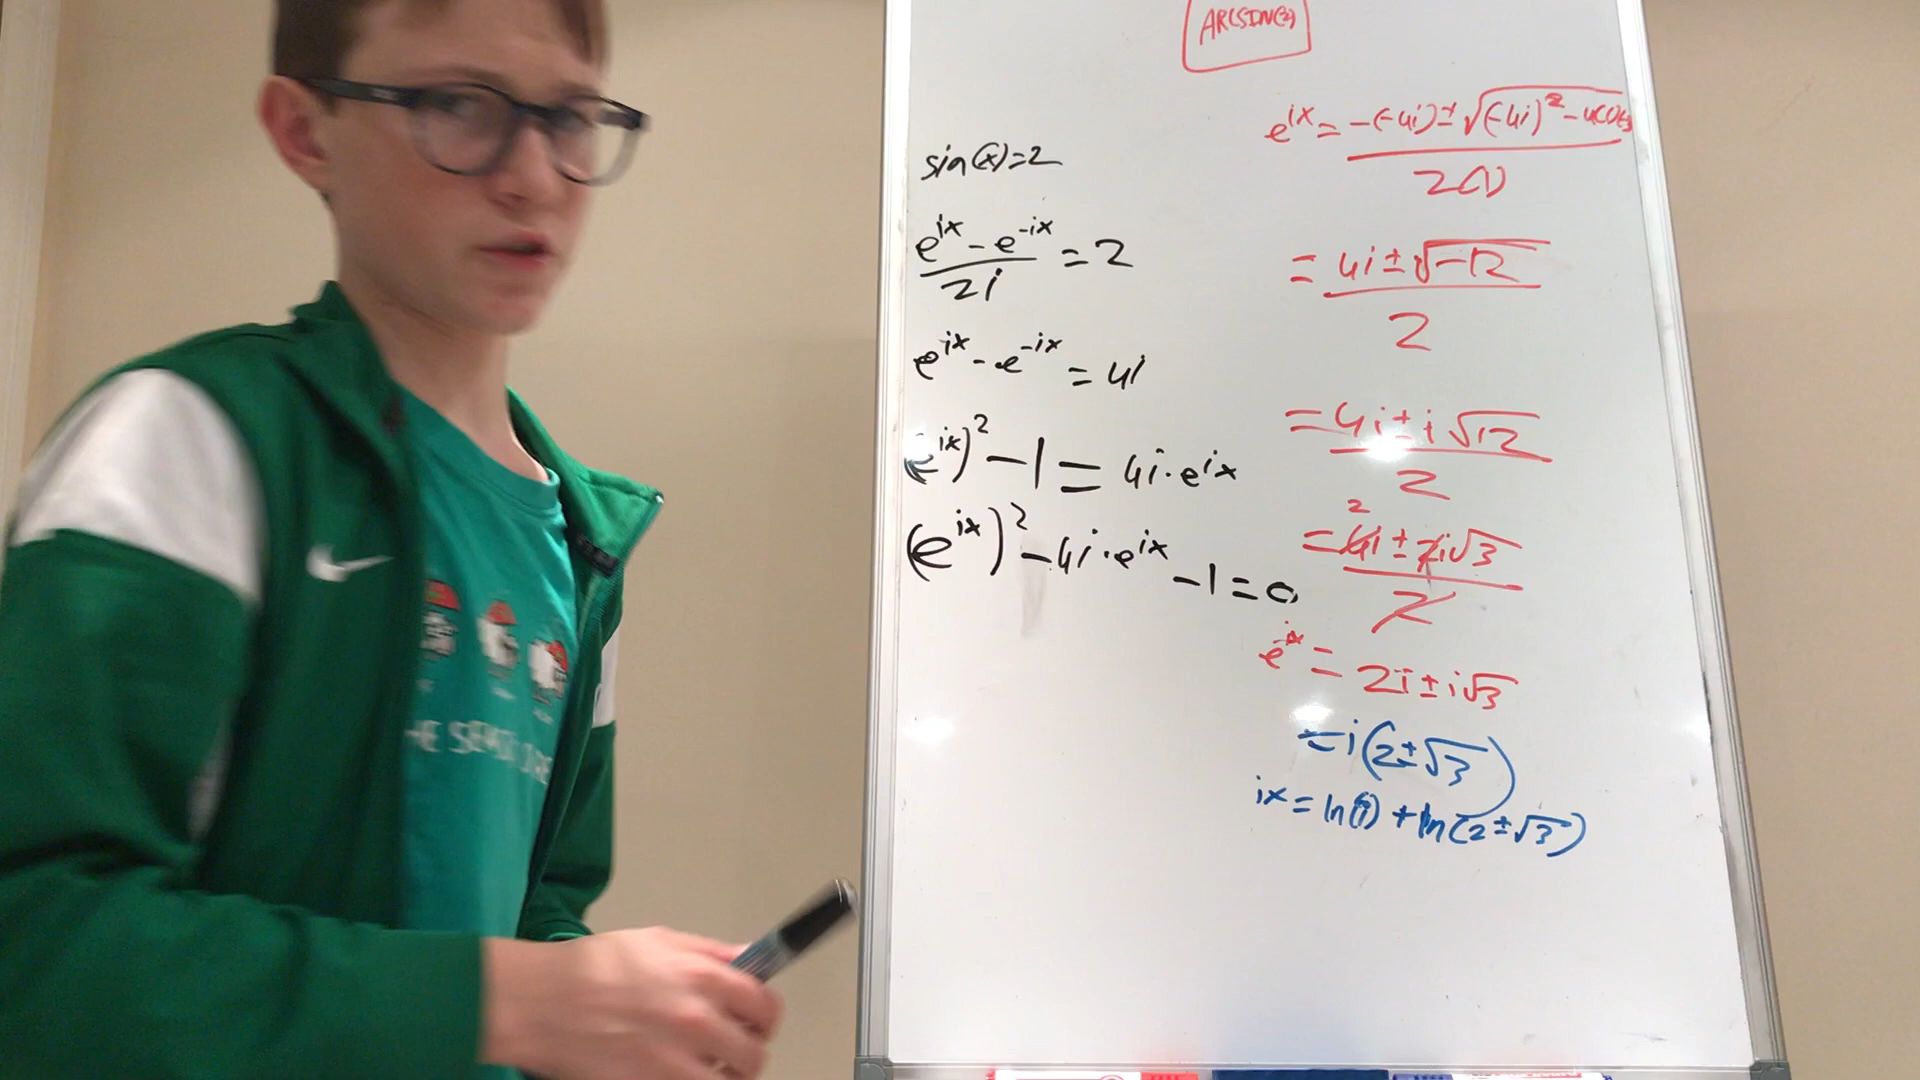 ARCSIN(2)
sin(x)=2
e^ix - e^-ix / 2i = 2
e^ix - e^-ix = 4i
(e^ix)^2 - 1 = 4i·e^ix
(e^ix)^2 - 4i·e^ix - 1 = 0
e^ix = -(-4i) ± √(-4i)^2 - 4(1)(-1) / 2(1)
= 4i ± √-12 / 2
= 4i ± i√12 / 2
= 4i ± 2i√3 / 2
2
e^ix = 2i ± i√3
= i(2±√3)
ix = ln(i) + ln(2±√3)